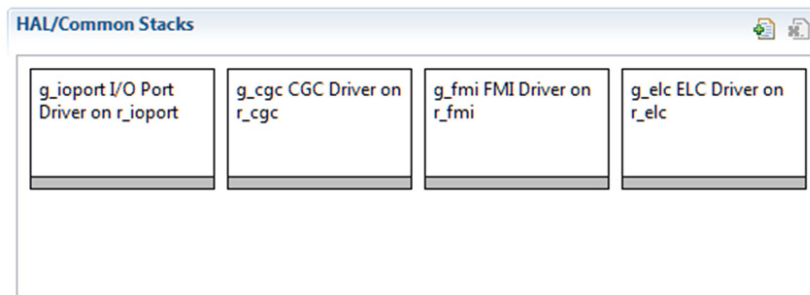 HAL/Common Stacks
g_ioport I/O Port
Driver on r_ioport
g_cgc CGC Driver on
r_cgc
g_fmi FMI Driver on
r_fmi
g_elc ELC Driver on
r_elc